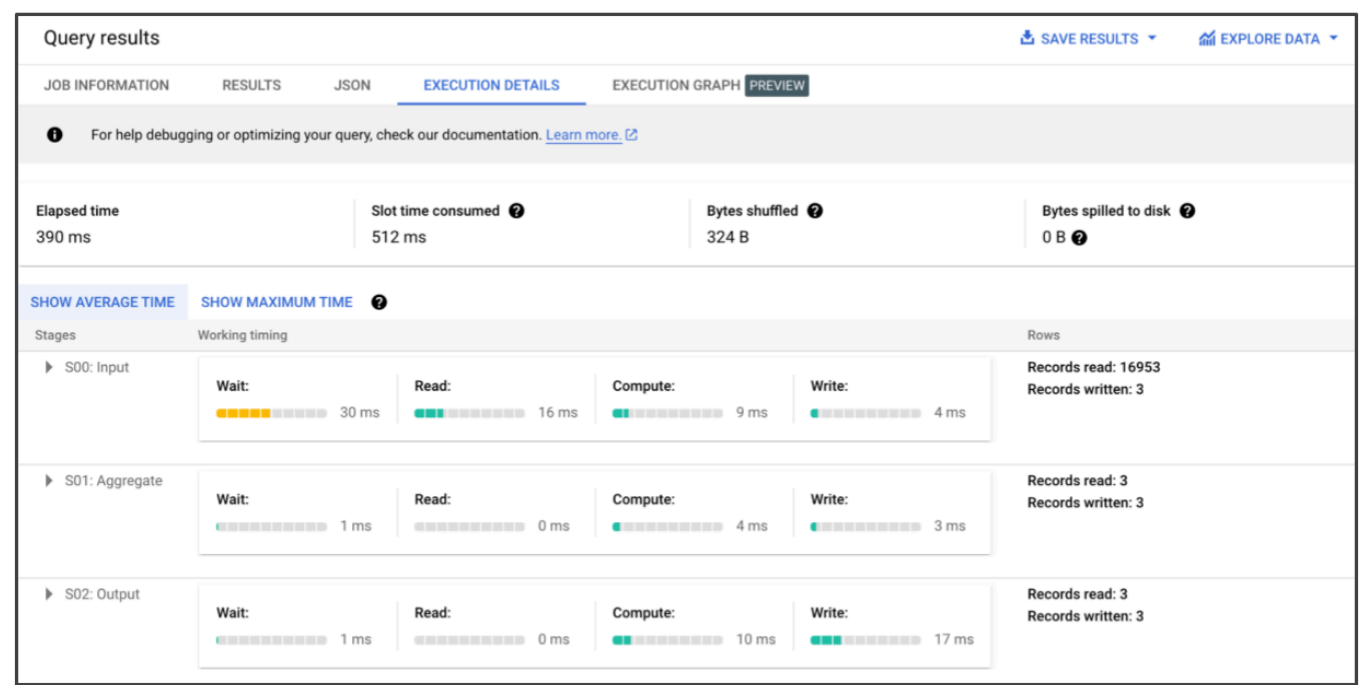 Query results
SAVE RESULTS
EXPLORE DATA
JOB INFORMATION RESULTS JSON EXECUTION DETAILS EXECUTION GRAPH PREVIEW
For help debugging or optimizing your query, check our documentation. Learn more.
Elapsed time Slot time consumed Bytes shuffled Bytes spilled to disk
390 ms 512 ms 324 B 0 B
SHOW AVERAGE TIME SHOW MAXIMUM TIME
Stages Working timing Rows
S00: Input
Wait: Read: Compute: Write:
30 ms 16 ms 9 ms 4 ms
Records read: 16953
Records written: 3
S01: Aggregate
Wait: Read: Compute: Write:
1 ms 0 ms 4 ms 3 ms
Records read: 3
Records written: 3
S02: Output
Wait: Read: Compute: Write:
1 ms 0 ms 10 ms 17 ms
Records read: 3
Records written: 3